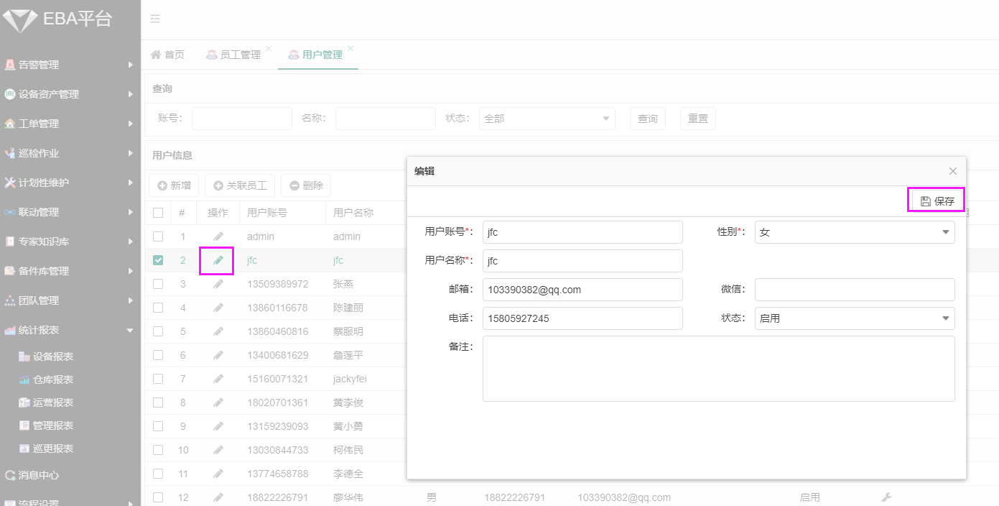 EBA平台
告警管理
设备资产管理
工单管理
巡检作业
计划性维护
联动管理
专家知识库
备件库管理
团队管理
统计报表
设备报表
仓库报表
运营报表
管理报表
巡更报表
消息中心
流程设置
首页 员工管理 用户管理
查询
账号: 名称: 状态: 全部 查询 重置
用户信息
新增 关联员工 删除
# 操作 用户账号 用户名称
1 admin admin
2 jfc jfc
3 13509389972 张燕
4 13860116678 陈建丽
5 13860460816 蔡服明
6 13400681629 詹莲平
7 15160071321 jackyfei
8 18020701361 黄李俊
9 13159239093 黄小勇
10 13030844733 柯伟民
11 13774658788 李德全
12 18822226791 廖华伟 男 18822226791 103390382@qq.com 启用
编辑
保存
用户账号*: jfc 性别*: 女
用户名称*: jfc
邮箱: 103390382@qq.com 微信:
电话: 15805927245 状态: 启用
备注: